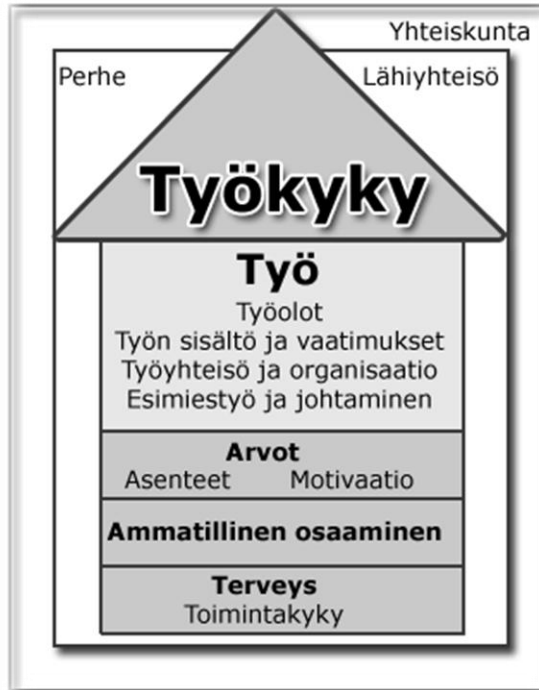 Yhteiskunta
Perhe
Lähiyhteisö
Työkyky
Työ
Työolot
Työn sisältö ja vaatimukset
Työyhteisö ja organisaatio
Esimiestyö ja johtaminen
Arvot
Asenteet Motivaatio
Ammatillinen osaaminen
Terveys
Toimintakyky